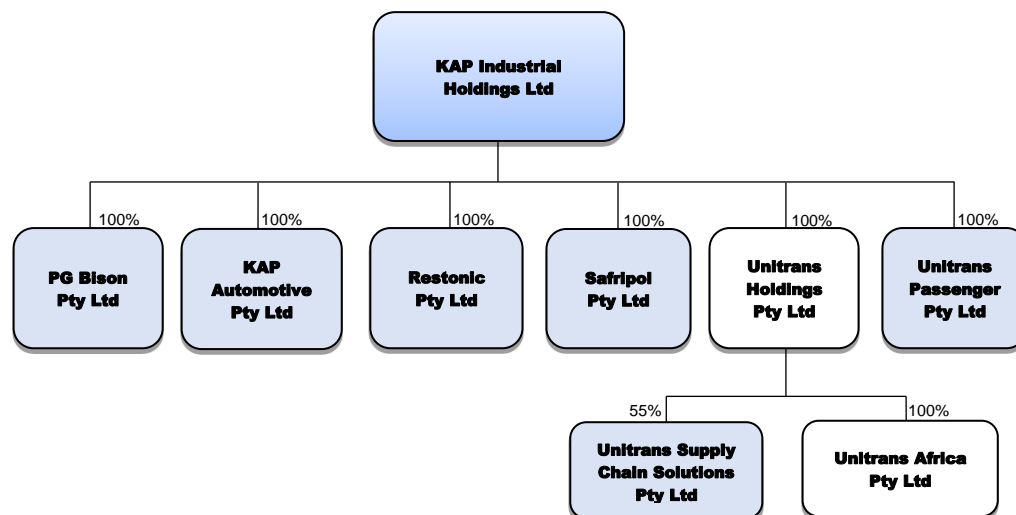 KAP Industrial
Holdings Ltd
100%
100%
100%
100%
100%
100%
PG Bison
Pty Ltd
KAP
Automotive
Pty Ltd
Restonic
Pty Ltd
Safripol
Pty Ltd
Unitrans
Holdings
Pty Ltd
Unitrans
Passenger
Pty Ltd
55%
100%
Unitrans Supply
Chain Solutions
Pty Ltd
Unitrans Africa
Pty Ltd